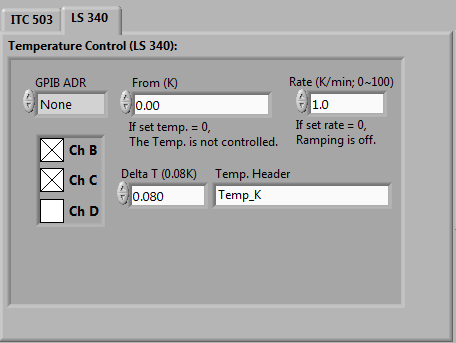 ITC 503
LS 340
Temperature Control (LS 340):
GPIB ADR
From (K)
Rate (K/min; 0~100)
None
0.00
1.0
If set temp. = 0,
The Temp. is not controlled.
If set rate = 0,
Ramping is off.
Ch B
Ch C
Ch D
Delta T (0.08K)
Temp. Header
0.080
Temp_K